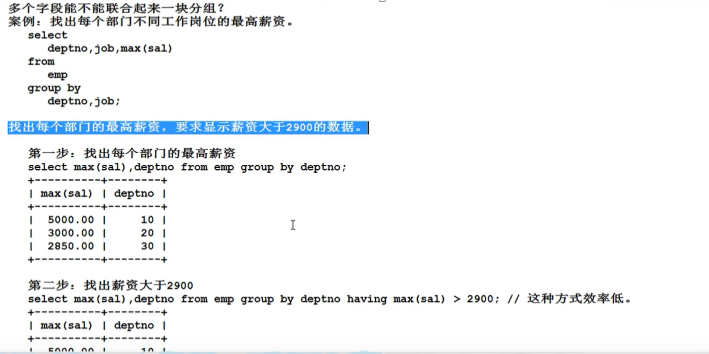 多个字段能不能联合起来一块分组？
案例：找出每个部门不同工作岗位的最高薪资。
select
deptno,job,max(sal)
from
emp
group by
deptno,job;
找出每个部门的最高薪资，要求显示薪资大于2900的数据。
第一步：找出每个部门的最高薪资
select max(sal),deptno from emp group by deptno;
+----------+--------+
| max(sal) | deptno |
+----------+--------+
|  5000.00 |     10 |
|  3000.00 |     20 |
|  2850.00 |     30 |
+----------+--------+
第二步：找出薪资大于2900
select max(sal),deptno from emp group by deptno having max(sal) > 2900; // 这种方式效率低。
+----------+--------+
| max(sal) | deptno |
+----------+--------+
|  5000.00 |     10 |